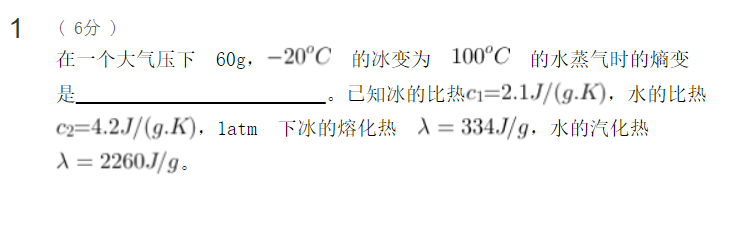 1 （ 6分 ）
在一个大气压下 60g，−20°C 的冰变为 100°C 的水蒸气时的熵变
是____________________。已知冰的比热c₁=2.1J/(g.K)，水的比热
c₂=4.2J/(g.K)，1atm 下冰的熔化热 λ = 334J/g，水的汽化热
λ = 2260J/g。